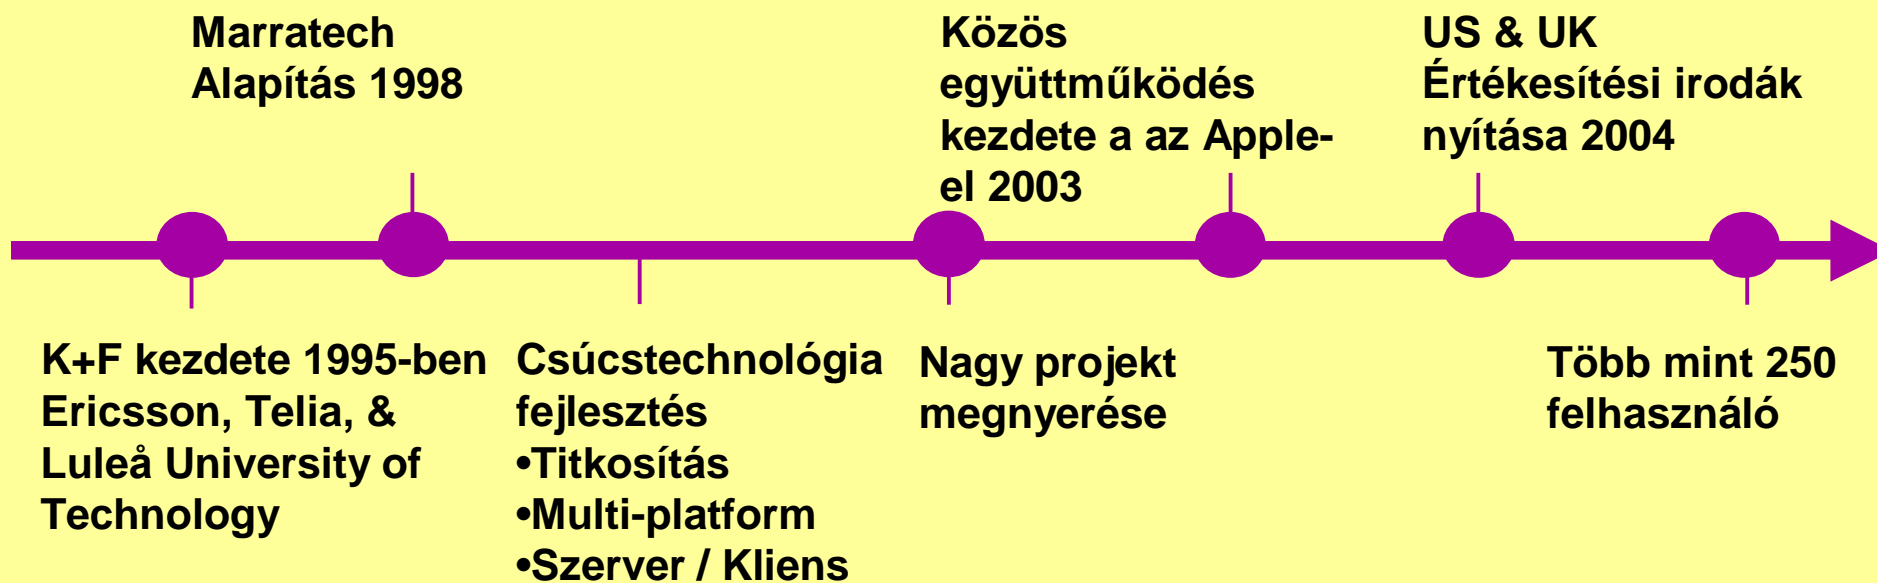 Marratech
Alapítás 1998
Közös
együttműködés
kezdete a az Apple-
el 2003
US & UK
Értékesítési irodák
nyítása 2004
K+F kezdete 1995-ben
Ericsson, Telia, &
Luleå University of
Technology
Csúcstechnológia
fejlesztés
•Titkosítás
•Multi-platform
•Szerver / Kliens
Nagy projekt
megnyerése
Több mint 250
felhasználó